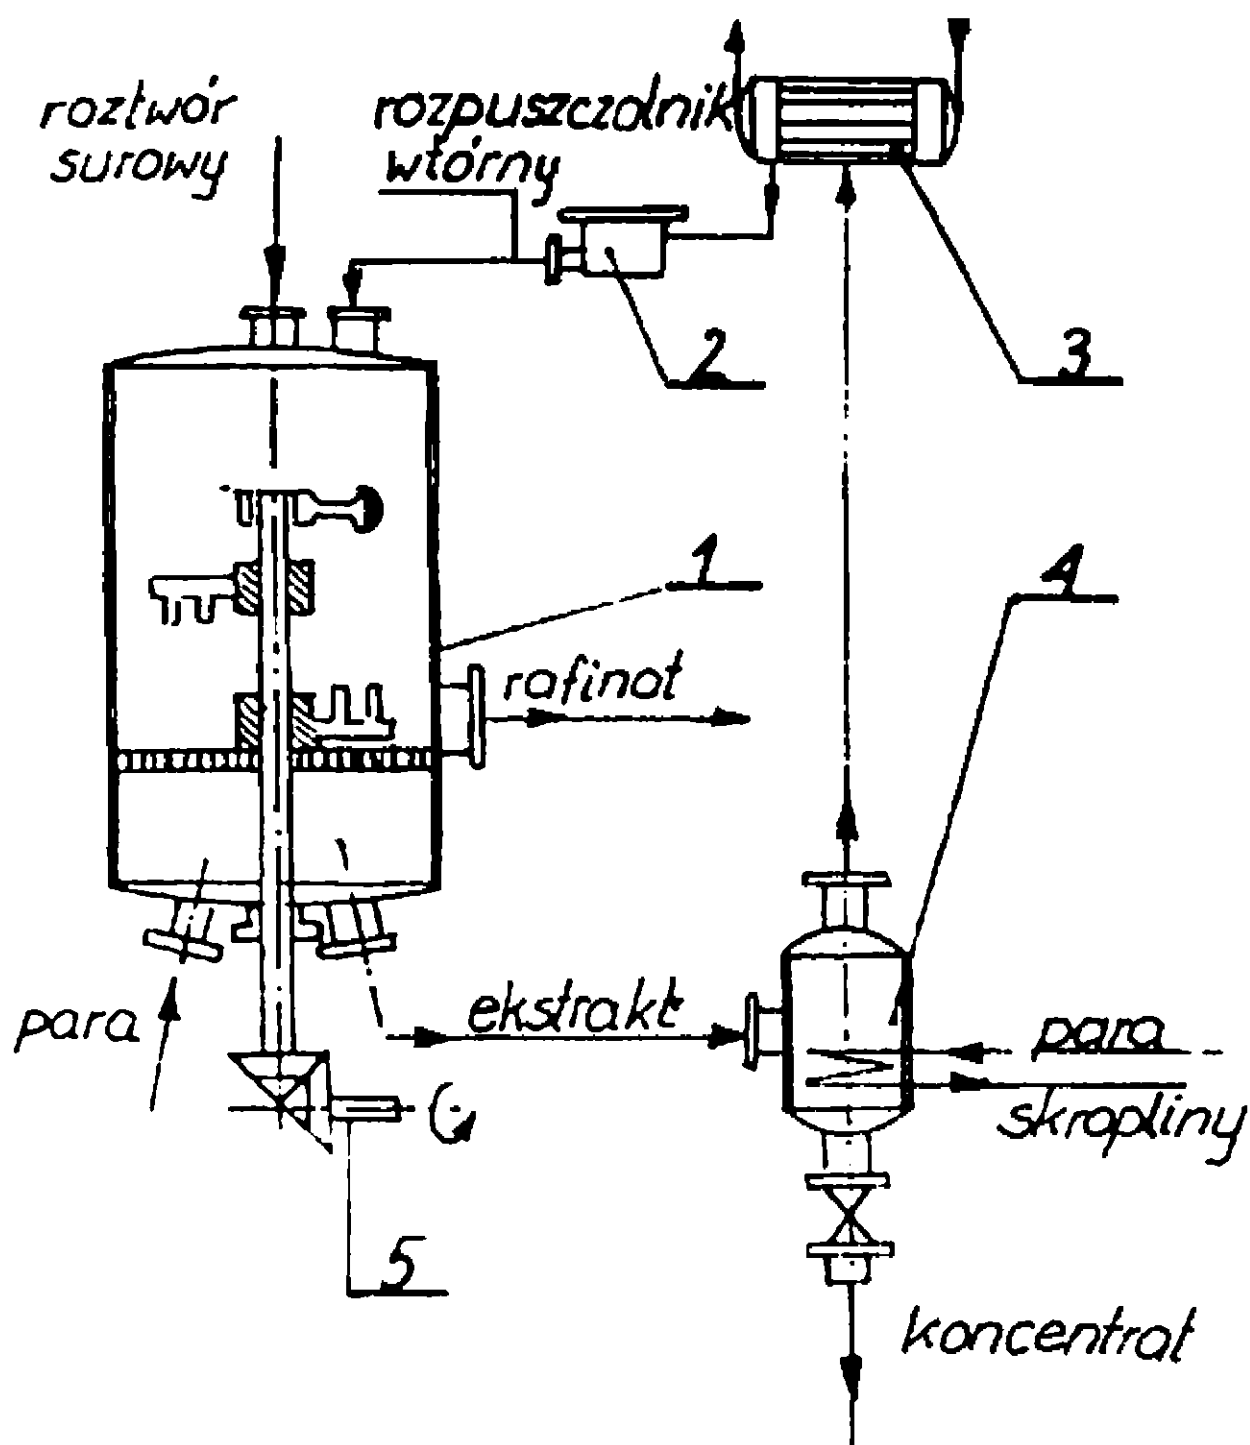 roztwór
surowy
rozpuszczalnik
wtórny
2
3
1
4
rafinat
para
ekstrakt
para
skropliny
5
koncentrat